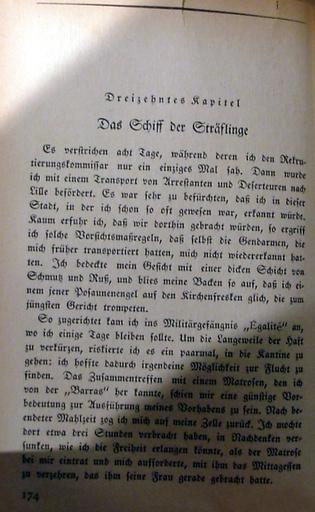 Dreizehntes Kapitel
Das Schiff der Sträflinge
Es verstrichen acht Tage, während deren ich den Rekru-
tierungskommissar nur ein einziges Mal sah. Dann wurde
ich mit einem Transport von Arrestanten und Deserteuren nach
Lille befördert. Es war sehr zu befürchten, daß ich in dieser
Stadt, in der ich schon so oft gewesen war, erkannt würde.
Kaum erfuhr ich, daß wir dorthin gebracht würden, so ergriff
ich solche Vorsichtsmaßregeln, daß selbst die Gendarmen, die
mich früher transportiert hatten, mich nicht wiedererkannt hat-
ten. Ich bedeckte mein Gesicht mit einer dicken Schicht von
Schmutz und Ruß, und blies meine Backen so auf, daß ich ei-
nem jener Posaunenengel auf den Kirchenfresken glich, die zum
jüngsten Gericht trompeten.
So zugerichtet kam ich ins Militärgefängnis „Egalité“ an,
wo ich einige Tage bleiben sollte. Um die Langeweile der Haft
zu verkürzen, riskierte ich es ein paarmal, in die Kantine zu
gehen: ich hoffte dadurch irgendeine Möglichkeit zur Flucht zu
finden. Das Zusammentreffen mit einem Matrosen, den ich
von der „Barras“ her kannte, schien mir eine günstige Vor-
bedeutung zur Ausführung meines Vorhabens zu sein. Nach be-
endeter Mahlzeit zog ich mich auf meine Zelle zurück. Ich mochte
dort etwa drei Stunden verbracht haben, in Nachdenken ver-
sunken, wie ich die Freiheit erlangen könnte, als der Matrose
bei mir eintrat und mich aufforderte, mit ihm das Mittagessen
zu verzehren, das ihm seine Frau gerade gebracht hatte.
174